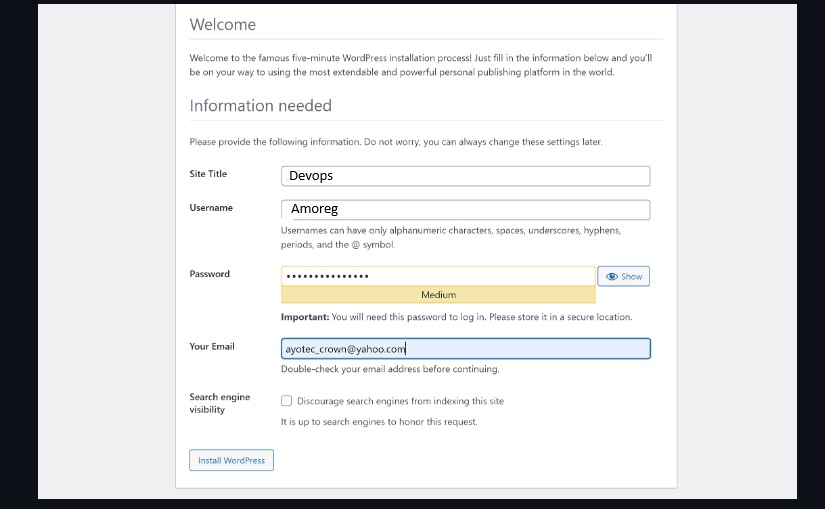 Welcome
Welcome to the famous five-minute WordPress installation process! Just fill in the information below and you'll
be on your way to using the most extendable and powerful personal publishing platform in the world.
Information needed
Please provide the following information. Do not worry, you can always change these settings later.
Site Title
Devops
Username
Amoreg
Usernames can have only alphanumeric characters, spaces, underscores, hyphens,
periods, and the @ symbol.
Password
•••••••••••••••
Show
Medium
Important: You will need this password to log in. Please store it in a secure location.
Your Email
ayotec_crown@yahoo.com
Double-check your email address before continuing.
Search engine
visibility
Discourage search engines from indexing this site
It is up to search engines to honor this request.
Install WordPress